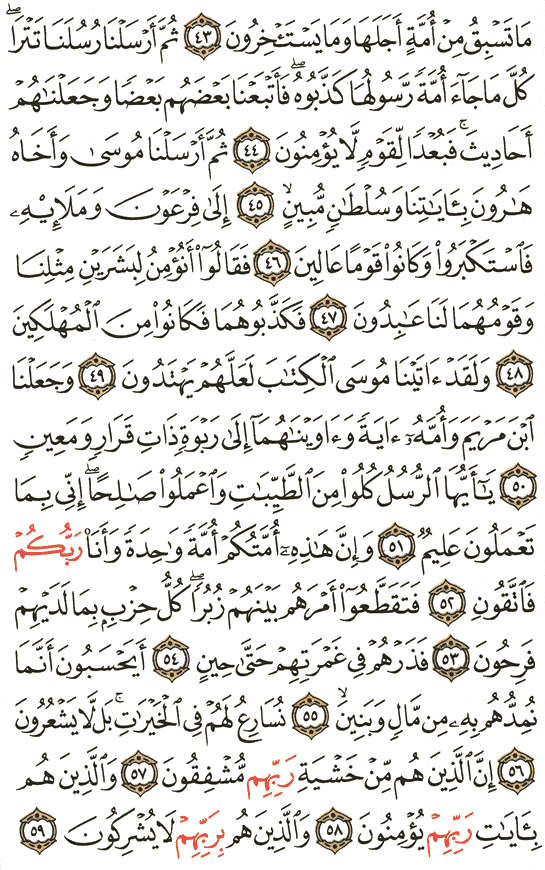 مَا تَسْبِقُ مِنْ أُمَّةٍ أَجَلَهَا وَمَا يَسْتَـْٔخِرُونَ ٤٣ ثُمَّ أَرْسَلْنَا رُسُلَنَا تَتْرَا ۖ
كُلَّ مَا جَآءَ أُمَّةً رَّسُولُهَا كَذَّبُوهُ ۖ فَأَتْبَعْنَا بَعْضَهُم بَعْضًا وَجَعَلْنَٰهُمْ
أَحَادِيثَ ۚ فَبُعْدًا لِّقَوْمٍ لَّا يُؤْمِنُونَ ٤٤ ثُمَّ أَرْسَلْنَا مُوسَىٰ وَأَخَاهُ
هَٰرُونَ بِـَٔايَٰتِنَا وَسُلْطَٰنٍ مُّبِينٍ ۙ ٤٥ إِلَىٰ فِرْعَوْنَ وَمَلَإِي۟هِۦ
فَٱسْتَكْبَرُوا۟ وَكَانُوا۟ قَوْمًا عَالِينَ ٤٦ فَقَالُوٓا۟ أَنُؤْمِنُ لِبَشَرَيْنِ مِثْلِنَا
وَقَوْمُهُمَا لَنَا عَٰبِدُونَ ٤٧ فَكَذَّبُوهُمَا فَكَانُوا۟ مِنَ ٱلْمُهْلَكِينَ
٤٨ وَلَقَدْ ءَاتَيْنَا مُوسَى ٱلْكِتَٰبَ لَعَلَّهُمْ يَهْتَدُونَ ٤٩ وَجَعَلْنَا
ٱبْنَ مَرْيَمَ وَأُمَّهُۥٓ ءَايَةً وَءَاوَيْنَٰهُمَآ إِلَىٰ رَبْوَةٍ ذَاتِ قَرَارٍ وَمَعِينٍ
٥٠ يَٰٓأَيُّهَا ٱلرُّسُلُ كُلُوا۟ مِنَ ٱلطَّيِّبَٰتِ وَٱعْمَلُوا۟ صَٰلِحًا ۖ إِنِّى بِمَا
تَعْمَلُونَ عَلِيمٌ ٥١ وَإِنَّ هَٰذِهِۦٓ أُمَّتُكُمْ أُمَّةً وَٰحِدَةً وَأَنَا۠ رَبُّكُمْ
فَٱتَّقُونِ ٥٢ فَتَقَطَّعُوٓا۟ أَمْرَهُم بَيْنَهُمْ زُبُرًا ۖ كُلُّ حِزْبٍۭ بِمَا لَدَيْهِمْ
فَرِحُونَ ٥٣ فَذَرْهُمْ فِى غَمْرَتِهِمْ حَتَّىٰ حِينٍ ٥٤ أَيَحْسَبُونَ أَنَّمَا
نُمِدُّهُم بِهِۦ مِن مَّالٍ وَبَنِينَ ۙ ٥٥ نُسَارِعُ لَهُمْ فِى ٱلْخَيْرَٰتِ ۚ بَل لَّا يَشْعُرُونَ
٥٦ إِنَّ ٱلَّذِينَ هُم مِّنْ خَشْيَةِ رَبِّهِم مُّشْفِقُونَ ٥٧ وَٱلَّذِينَ هُم
بِـَٔايَٰتِ رَبِّهِمْ يُؤْمِنُونَ ٥٨ وَٱلَّذِينَ هُم بِرَبِّهِمْ لَا يُشْرِكُونَ ٥٩